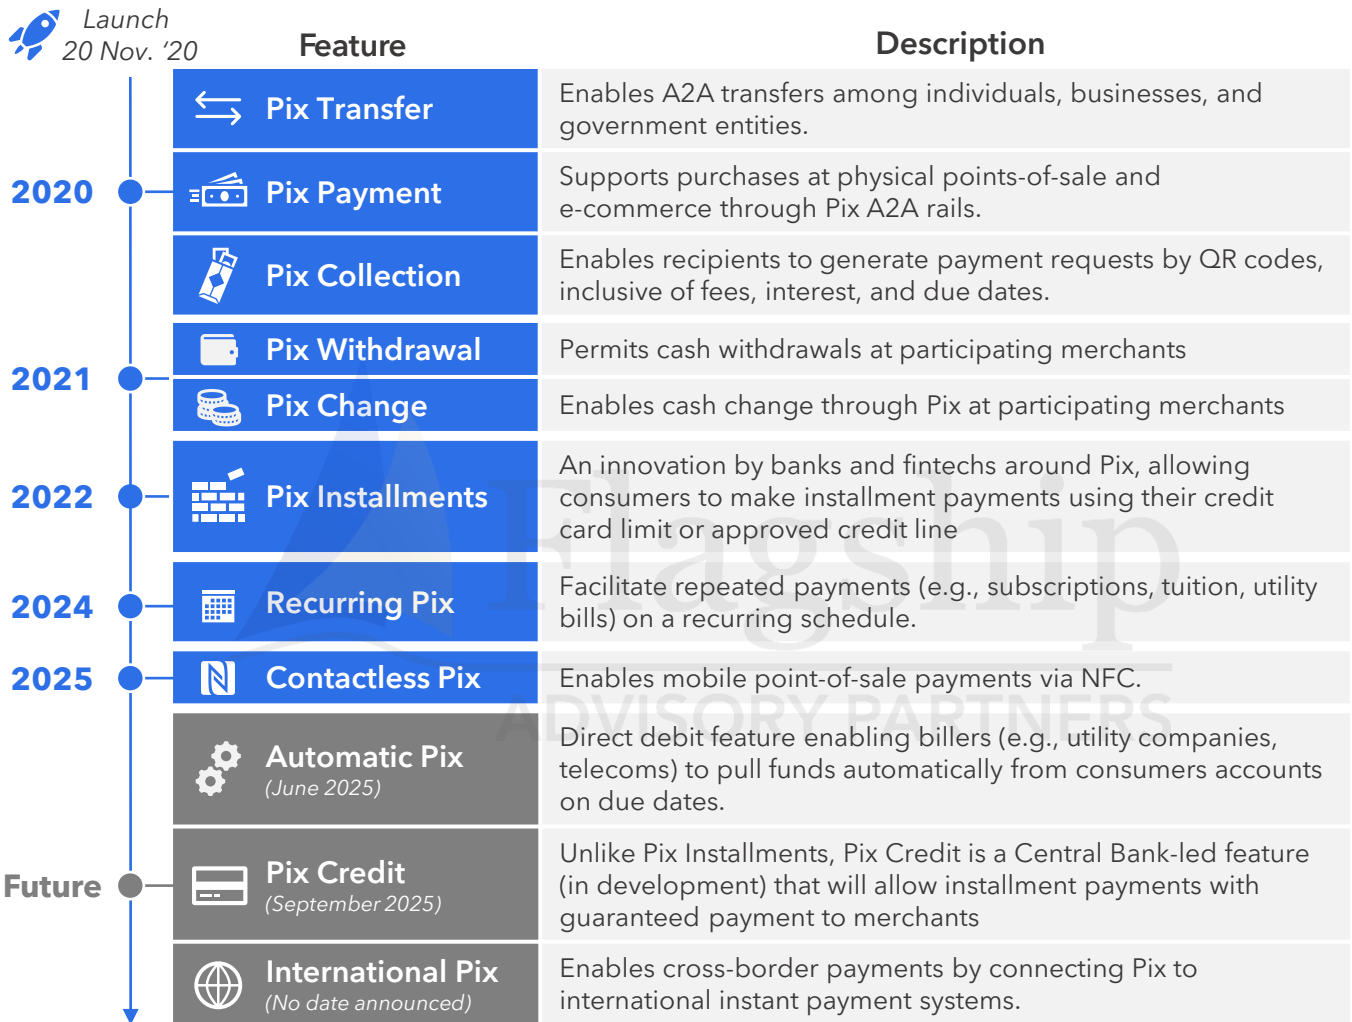 Launch
20 Nov. ‘20
Feature
Description
Pix Transfer
Enables A2A transfers among individuals, businesses, and
government entities.
2020
Pix Payment
Supports purchases at physical points-of-sale and
e-commerce through Pix A2A rails.
Pix Collection
Enables recipients to generate payment requests by QR codes,
inclusive of fees, interest, and due dates.
2021
Pix Withdrawal
Permits cash withdrawals at participating merchants
Pix Change
Enables cash change through Pix at participating merchants
2022
Pix Installments
An innovation by banks and fintechs around Pix, allowing
consumers to make installment payments using their credit
card limit or approved credit line
2024
Recurring Pix
Facilitate repeated payments (e.g., subscriptions, tuition, utility
bills) on a recurring schedule.
2025
Contactless Pix
Enables mobile point-of-sale payments via NFC.
Automatic Pix
(June 2025)
Direct debit feature enabling billers (e.g., utility companies,
telecoms) to pull funds automatically from consumers accounts
on due dates.
Future
Pix Credit
(September 2025)
Unlike Pix Installments, Pix Credit is a Central Bank-led feature
(in development) that will allow installment payments with
guaranteed payment to merchants
International Pix
(No date announced)
Enables cross-border payments by connecting Pix to
international instant payment systems.
Flagship
ADVISORY PARTNERS